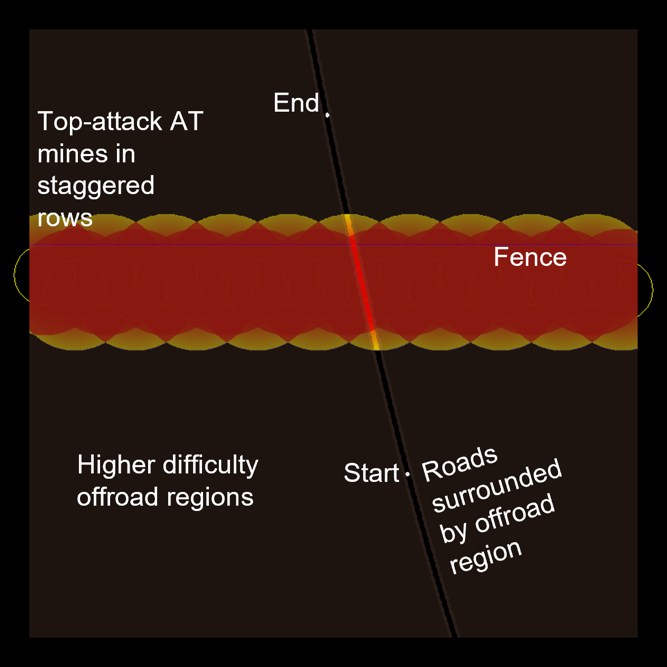 End
Top-attack AT
mines in
staggered
rows
Fence
Higher difficulty
offroad regions
Start
Roads
surrounded
by offroad
region